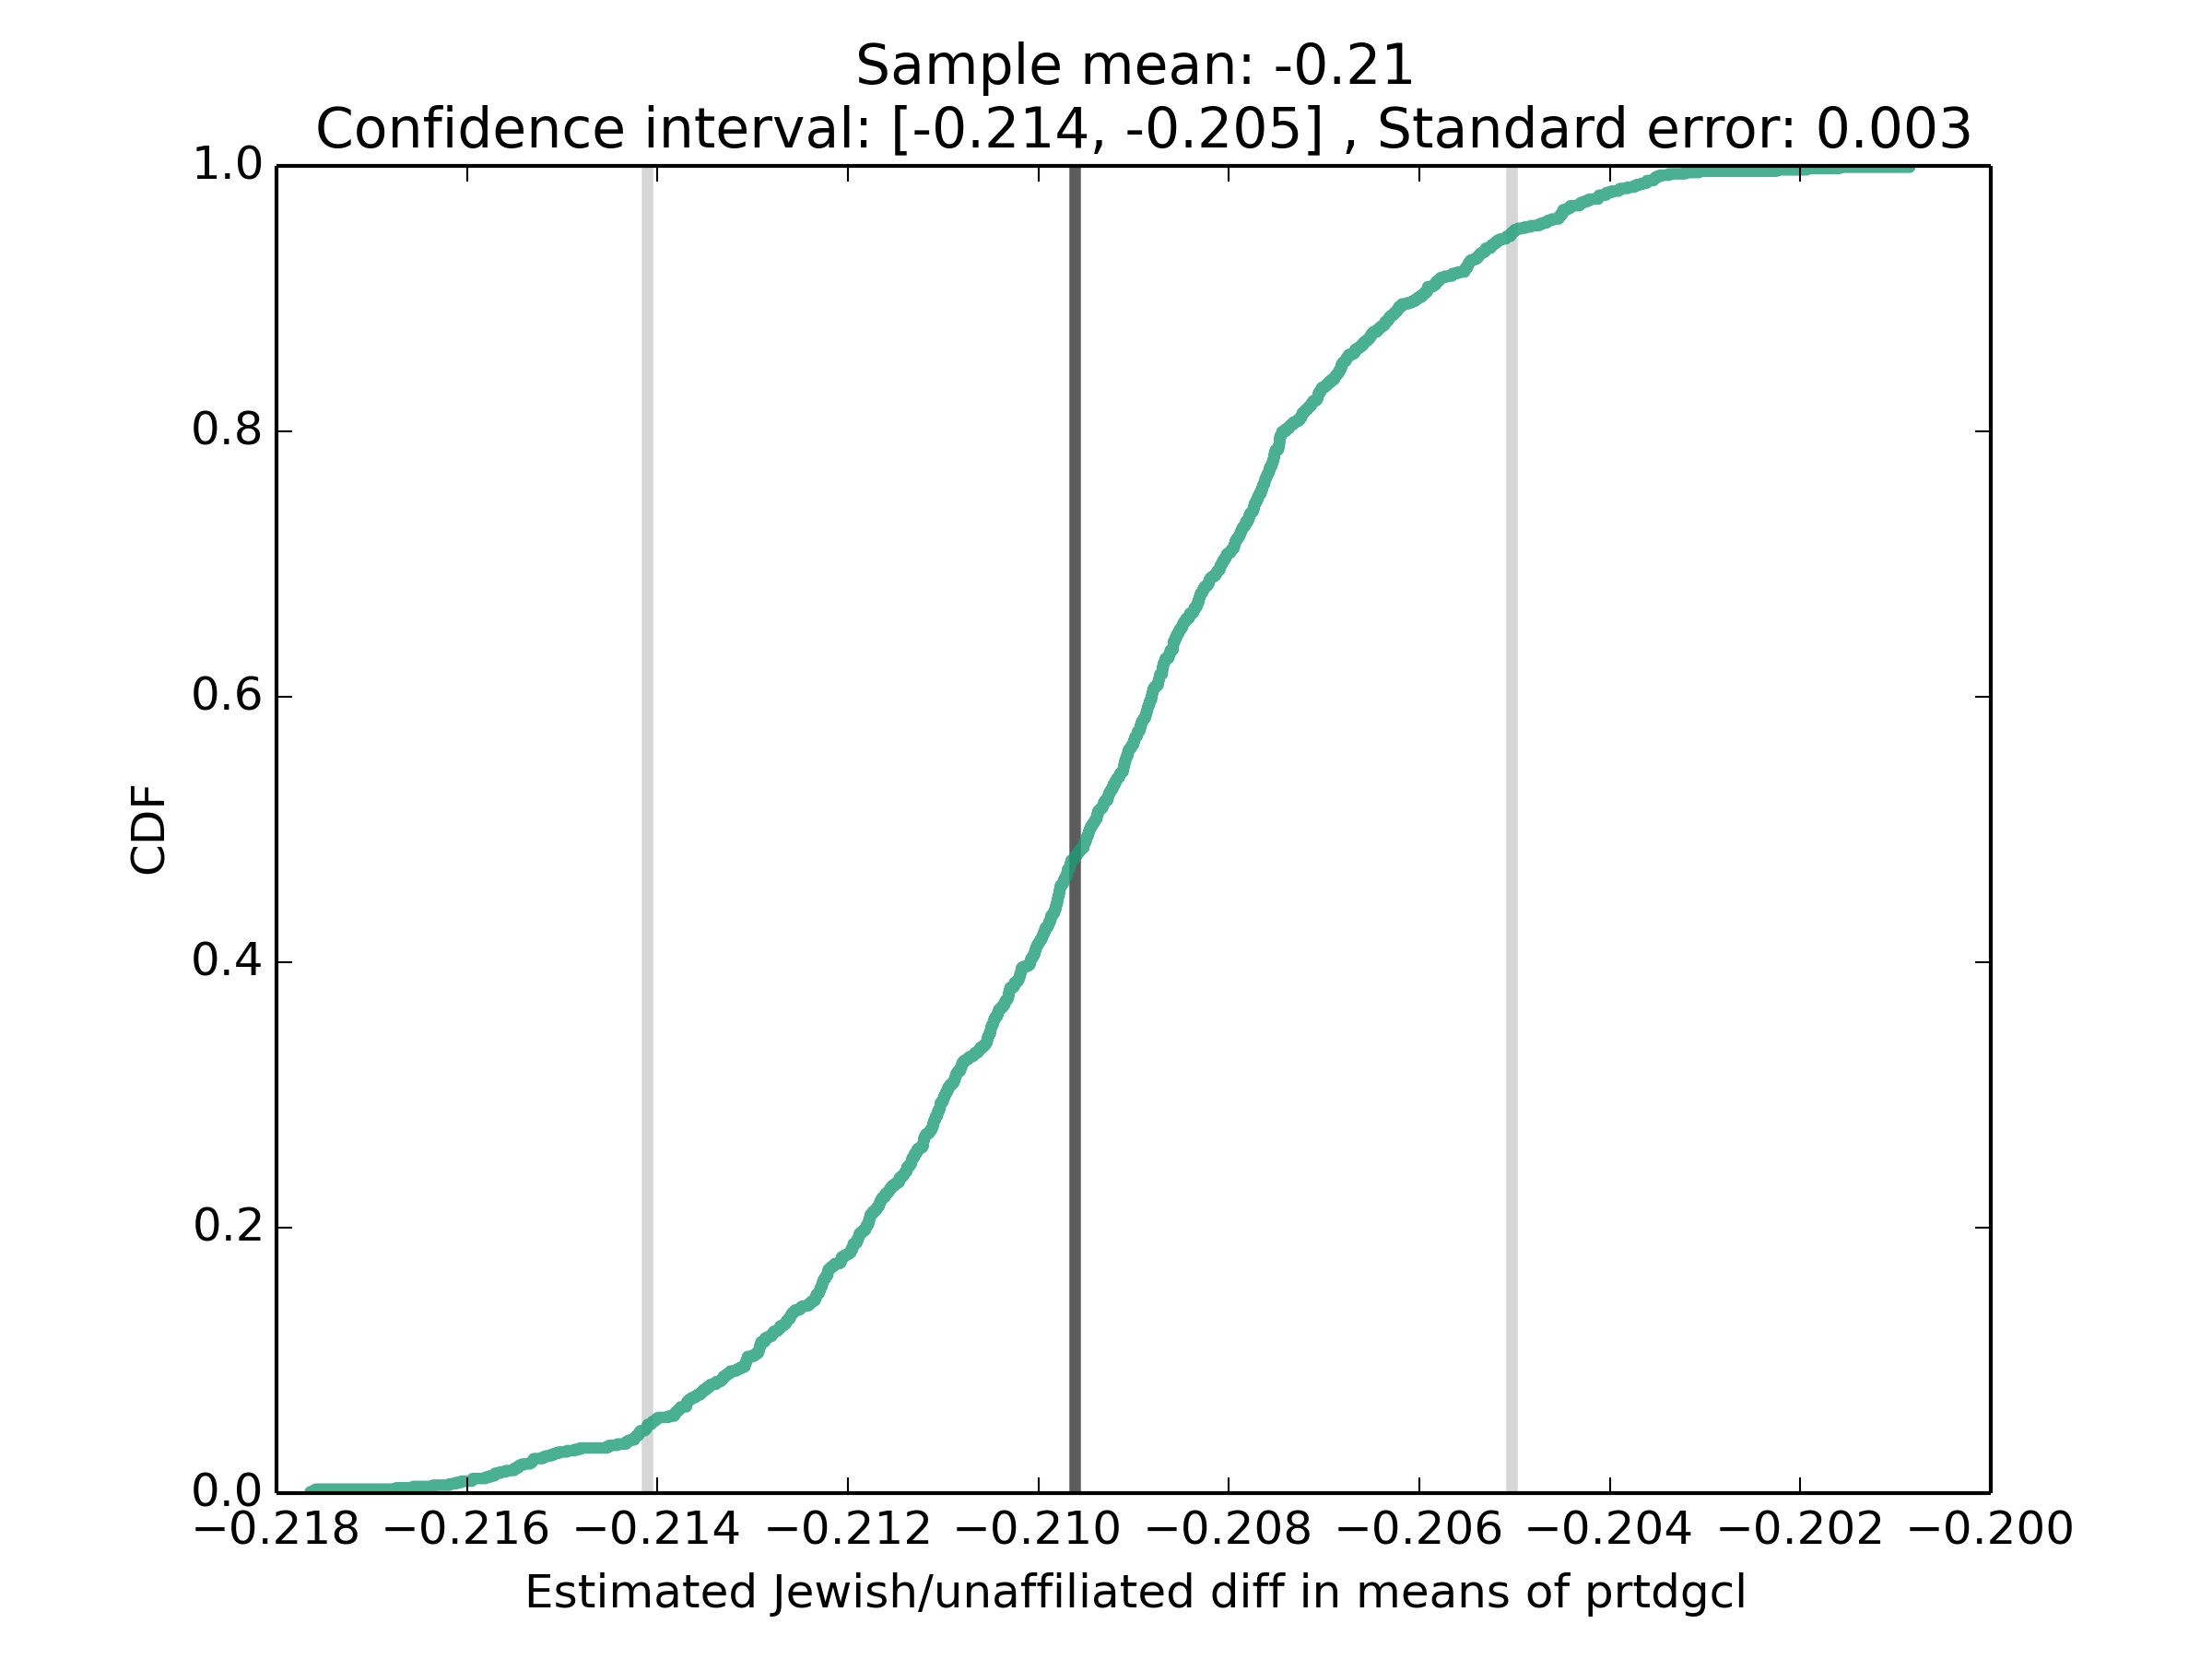 Sample mean: -0.21
Confidence interval: [-0.214, -0.205] , Standard error: 0.003
1.0
0.8
0.6
0.4
0.2
0.0
CDF
−0.218 −0.216 −0.214 −0.212 −0.210 −0.208 −0.206 −0.204 −0.202 −0.200
Estimated Jewish/unaffiliated diff in means of prtdgcl